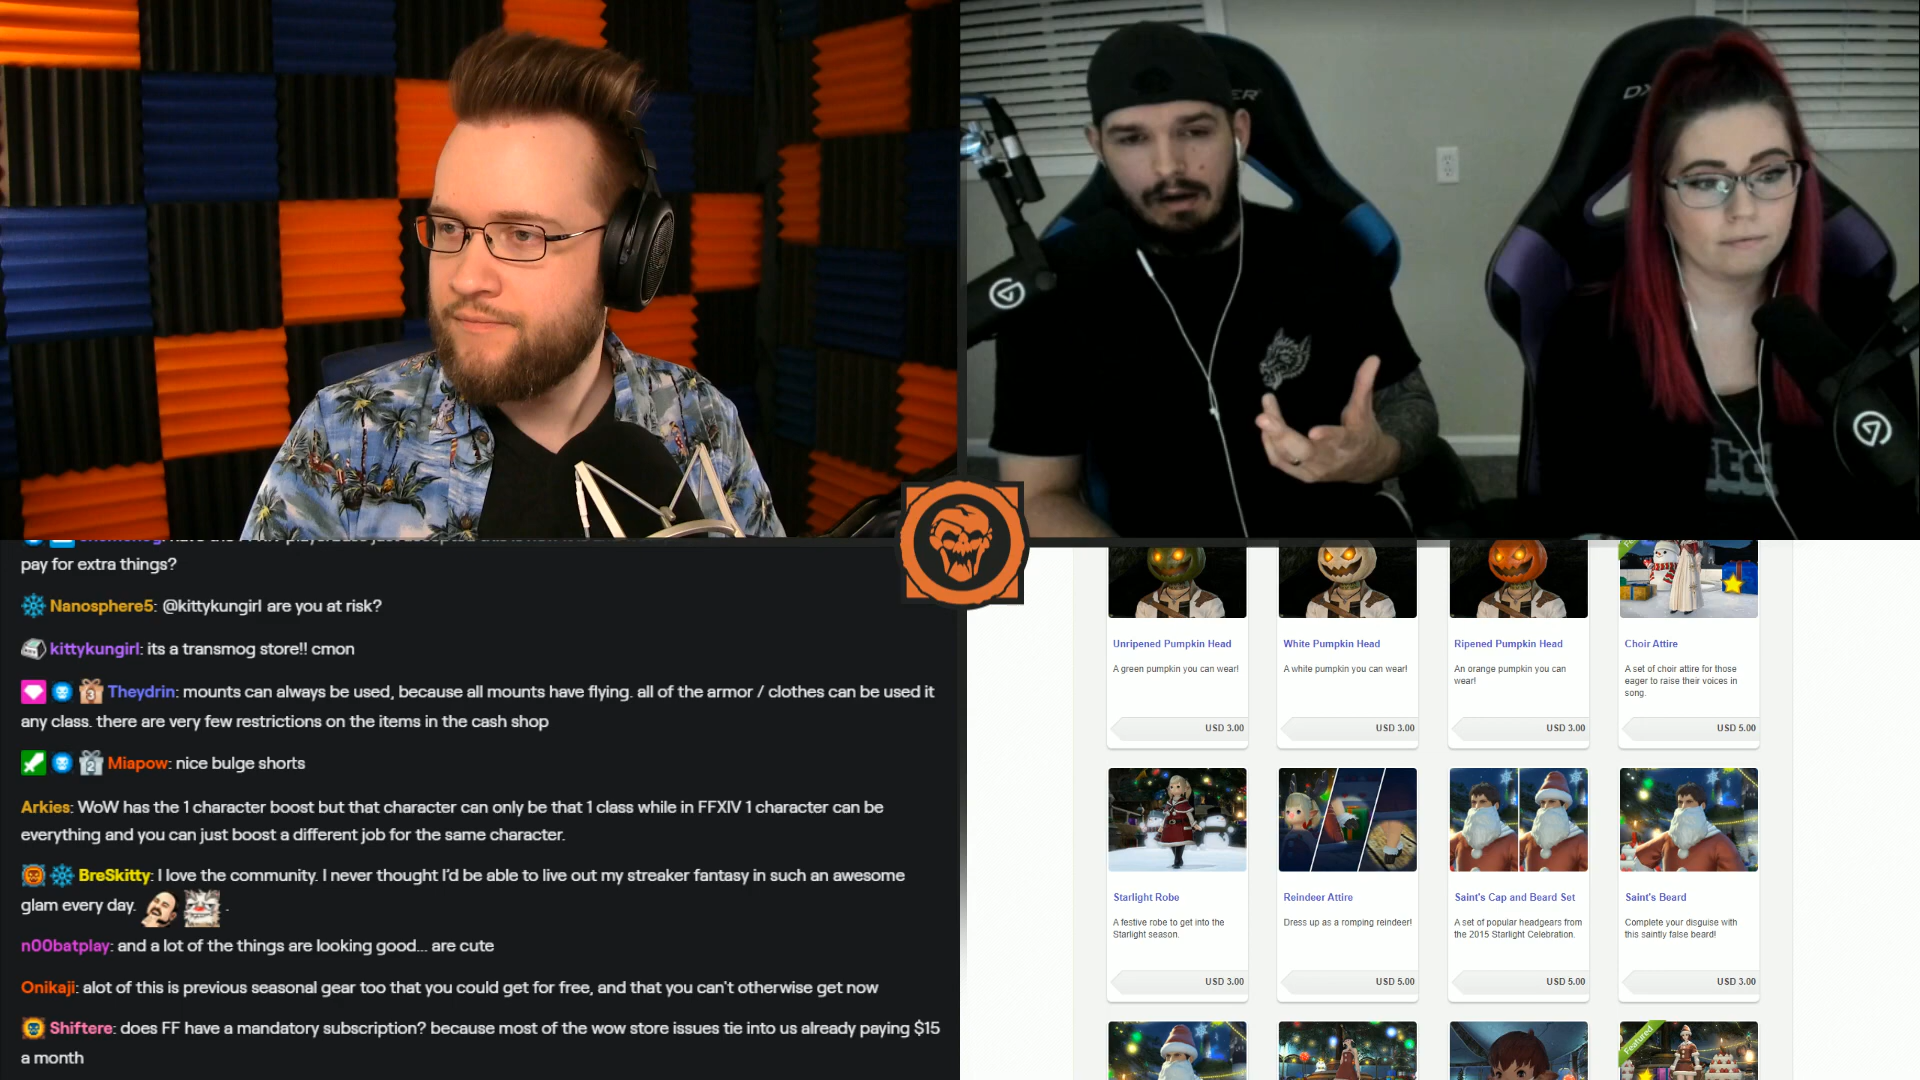 DX
ER
tch
pay for extra things?
Nanosphere5: @kittykungirl are you at risk?
kittykungirl: its a transmog store!! cmon
3 Theydrin: mounts can always be used, because all mounts have flying. all of the armor / clothes can be used it
any class. there are very few restrictions on the items in the cash shop
2 Miapow: nice bulge shorts
Arkies: WoW has the 1 character boost but that character can only be that 1 class while in FFXIV 1 character can be
everything and you can just boost a different job for the same character.
BreSkitty: I love the community. I never thought I'd be able to live out my streaker fantasy in such an awesome
glam every day. .
n00batplay: and a lot of the things are looking good... are cute
Onikaji: alot of this is previous seasonal gear too that you could get for free, and that you can't otherwise get now
Shiftere: does FF have a mandatory subscription? because most of the wow store issues tie into us already paying $15
a month
Unripened Pumpkin Head
A green pumpkin you can wear!
USD 3.00
White Pumpkin Head
A white pumpkin you can wear!
USD 3.00
Ripened Pumpkin Head
An orange pumpkin you can
wear!
USD 3.00
Choir Attire
A set of choir attire for those
eager to raise their voices in
song.
USD 5.00
Starlight Robe
A festive robe to get into the
Starlight season.
USD 3.00
Reindeer Attire
Dress up as a romping reindeer!
USD 5.00
Saint's Cap and Beard Set
A set of popular headgears from
the 2015 Starlight Celebration.
USD 5.00
Saint's Beard
Complete your disguise with
this saintly false beard!
USD 3.00
Featured